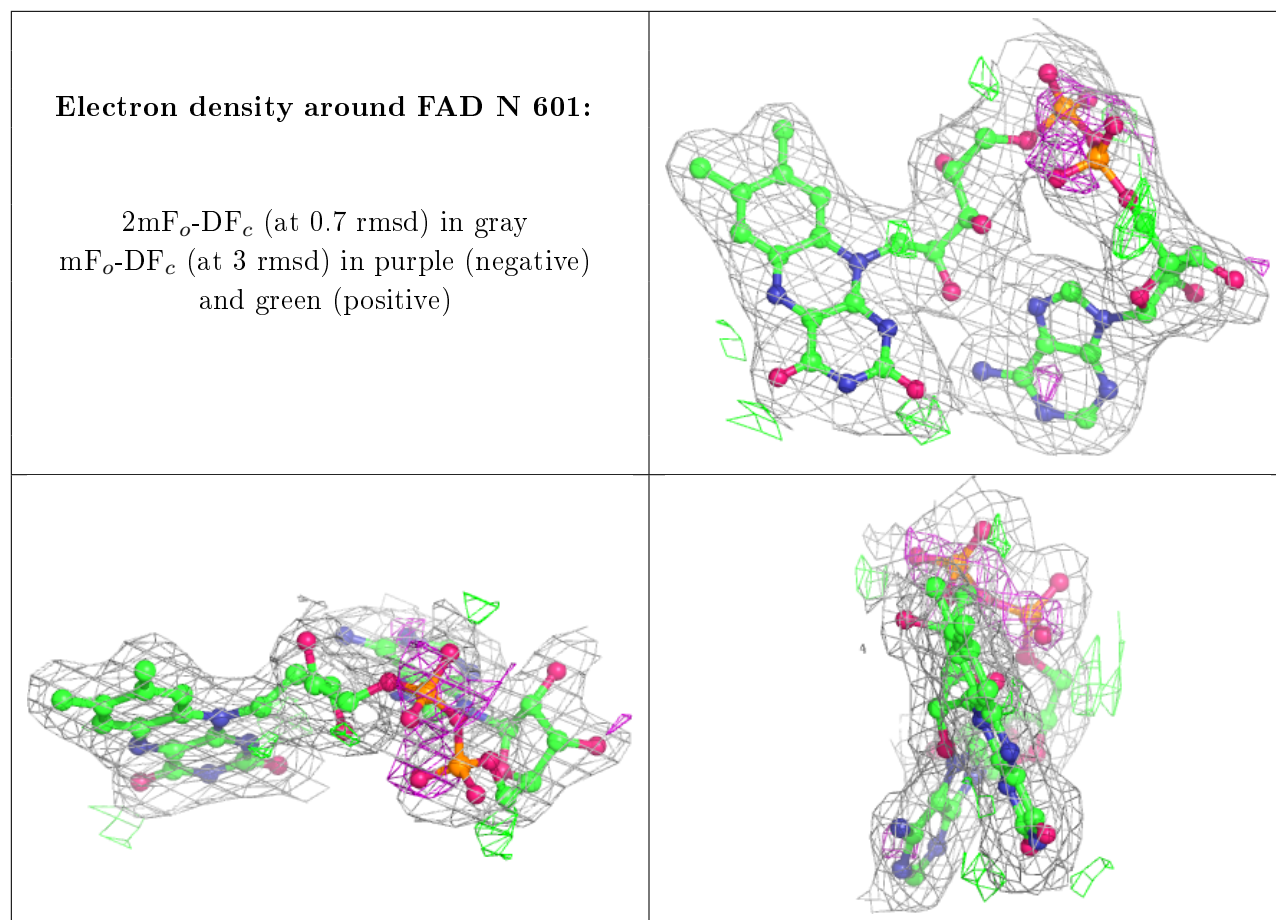 Electron density around FAD N 601:
2mFo-DFc (at 0.7 rmsd) in gray
mFo-DFc (at 3 rmsd) in purple (negative)
and green (positive)
4